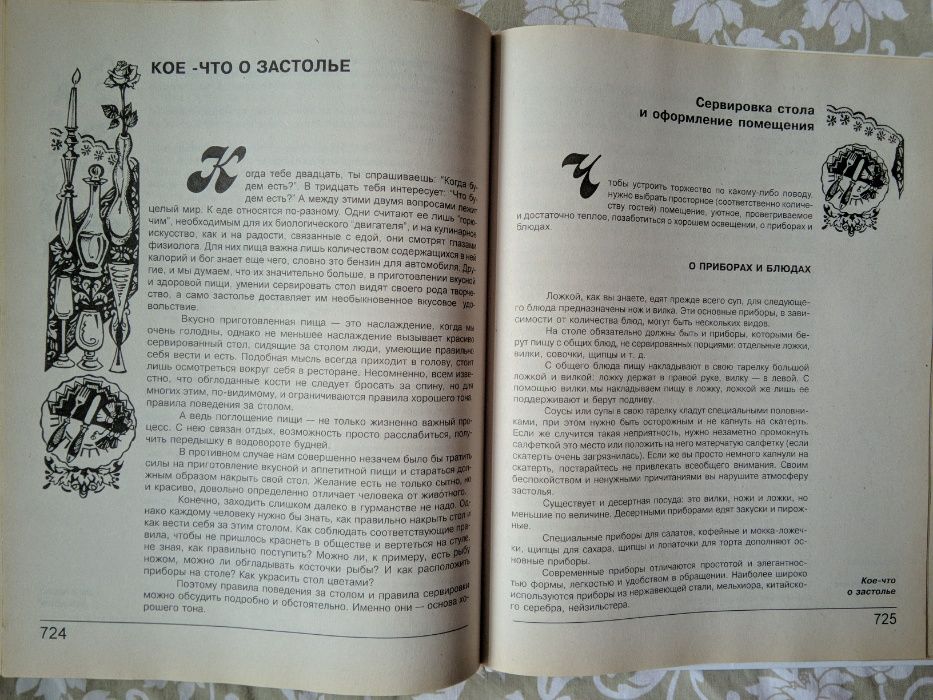 КОЕ -ЧТО О ЗАСТОЛЬЕ
Когда тебе двадцать, ты спрашиваешь: "Когда бу-
дем есть?". В тридцать тебя интересует: "Что бу-
дем есть?" А между этими двумя вопросами лежит
целый мир. К еде относятся по-разному. Одни считают ее лишь "горю-
чим", необходимым для их биологического "двигателя", и на кулинарное
искусство, как и на радости, связанные с едой, они смотрят глазами
физиолога. Для них пища важна лишь количеством содержащихся в ней
калорий и бог знает еще чего, словно это бензин для автомобиля. Дру-
гие, и мы думаем, что их значительно больше, в приготовлении вкусной
и здоровой пищи, умении сервировать стол видят своего рода творче-
ство, а само застолье доставляет им необыкновенное вкусовое удо-
вольствие.
Вкусно приготовленная пища — это наслаждение, когда мы
очень голодны, однако не меньшее наслаждение вызывает красиво
сервированный стол, сидящие за столом люди, умеющие правильно
себя вести и есть. Подобная мысль всегда приходит в голову, стоит
лишь осмотреться вокруг себя в ресторане. Несомненно, всем изве-
стно, что обглоданные кости не следует бросать за спину, но для
многих этим, по-видимому, и ограничиваются правила хорошего тона,
правила поведения за столом.
А ведь поглощение пищи — не только жизненно важный про-
цесс. С нею связан отдых, возможность просто расслабиться, полу-
чить передышку в водовороте будней.
В противном случае нам совершенно незачем было бы тратить
силы на приготовление вкусной и аппетитной пищи и стараться дол-
жным образом накрыть свой стол. Желание есть не только сытно, но
и красиво, довольно определенно отличает человека от животного.
Конечно, заходить слишком далеко в гурманстве не надо. Од-
нако каждому человеку нужно бы знать, как правильно накрыть стол и
как вести себя за этим столом. Как соблюдать соответствующие пра-
вила, чтобы не пришлось краснеть в обществе и вертеться на стуле,
не зная, как правильно поступить? Можно ли, к примеру, есть рыбу
ножом, можно ли обгладывать косточки рыбы? И как расположить
приборы на столе? Как украсить стол цветами?
Поэтому правила поведения за столом и правила сервировки
можно обсудить подробно и обстоятельно. Именно они — основа хо-
рошего тона.
724
Сервировка стола
и оформление помещения
Чтобы устроить торжество по какому-либо поводу,
нужно выбрать просторное (соответственно количе-
ству гостей) помещение, уютное, проветриваемое
и достаточно теплое, позаботиться о хорошем освещении, о приборах и
блюдах.
О ПРИБОРАХ И БЛЮДАХ
Ложкой, как вы знаете, едят прежде всего суп, для следующе-
го блюда предназначены нож и вилка. Эти основные приборы, в зави-
симости от количества блюд, могут быть нескольких видов.
На столе обязательно должны быть и приборы, которыми бе-
рут пищу с общих блюд, не сервированных порциями: отдельные ложки,
вилки, совочки, щипцы и т. д.
С общего блюда пищу накладывают в свою тарелку большой
ложкой и вилкой: ложку держат в правой руке, вилку — в левой. С
помощью вилки мы накладываем пищу в ложку, ложкой же лишь ее
поддерживают и берут подливу.
Соусы или супы в свою тарелку кладут специальными половни-
ками, при этом нужно быть осторожным и не капнуть на скатерть.
Если же случится такая неприятность, нужно незаметно промокнуть
салфеткой это место или положить на него матерчатую салфетку (если
скатерть очень загрязнилась). Если же вы просто немного капнули на
скатерть, постарайтесь не привлекать всеобщего внимания. Своим
беспокойством и ненужными причитаниями вы нарушите атмосферу
застолья.
Существует и десертная посуда: это вилки, ножи и ложки, но
меньшие по величине. Десертными приборами едят закуски и пирож-
ные.
Специальные приборы для салатов, кофейные и мокка-ложеч-
ки, щипцы для сахара, щипцы и лопаточки для торта дополняют ос-
новные приборы.
Современные приборы отличаются простотой и элегантнос-
тью формы, легкостью и удобством в обращении. Наиболее широко
используются приборы из нержавеющей стали, мельхиора, китайско-
го серебра, нейзильстера.
Кое-что
о застолье
725